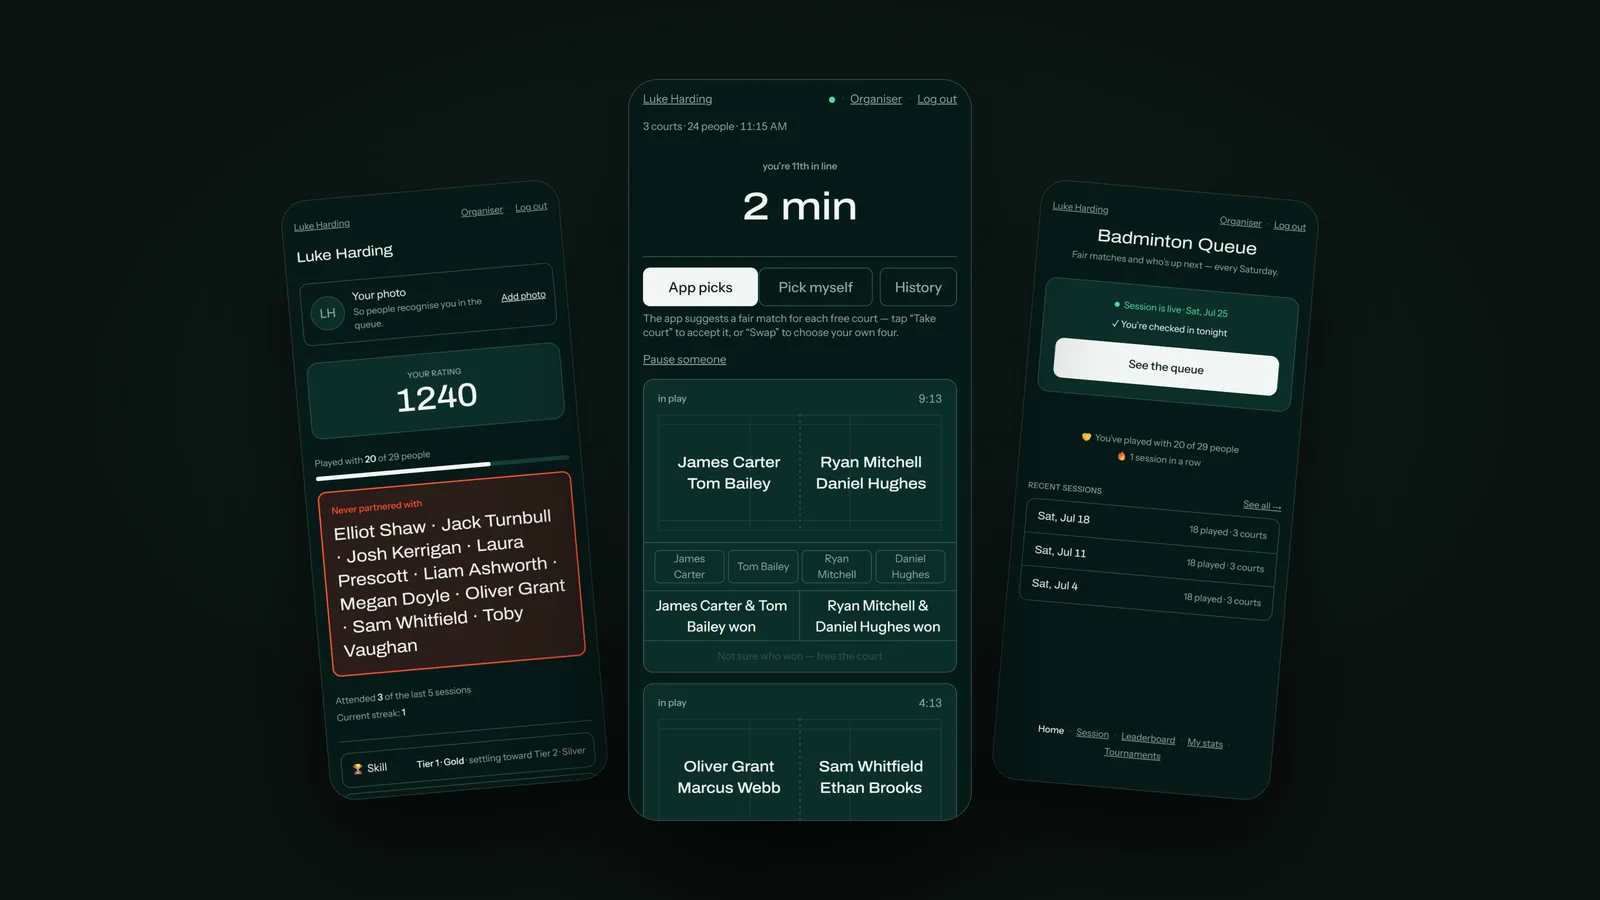 Luke Harding
Organiser · Log out
Luke Harding
LH
Your photo
So people recognise you in the
queue.
Add photo
YOUR RATING
1240
Played with 20 of 29 people
Never partnered with
Elliot Shaw · Jack Turnbull
· Josh Kerrigan · Laura
Prescott · Liam Ashworth ·
Megan Doyle · Oliver Grant
· Sam Whitfield · Toby
Vaughan
Attended 3 of the last 5 sessions
Current streak: 1
🏆 Skill
Tier 1 · Gold · settling toward Tier 2 · Silver
Luke Harding
· Organiser · Log out
3 courts · 24 people · 11:15 AM
you're 11th in line
2 min
App picks
Pick myself
History
The app suggests a fair match for each free court — tap “Take
court” to accept it, or “Swap” to choose your own four.
Pause someone
in play
9:13
James Carter
Tom Bailey
Ryan Mitchell
Daniel Hughes
James
Carter
Tom Bailey
Ryan
Mitchell
Daniel
Hughes
James Carter & Tom
Bailey won
Ryan Mitchell &
Daniel Hughes won
Not sure who won — free the court
in play
4:13
Oliver Grant
Marcus Webb
Sam Whitfield
Ethan Brooks
Luke Harding
Organiser · Log out
Badminton Queue
Fair matches and who's up next — every Saturday.
Session is live · Sat, Jul 25
✓ You're checked in tonight
See the queue
You've played with 20 of 29 people
🔥 1 session in a row
RECENT SESSIONS
See all →
Sat, Jul 18
18 played · 3 courts
Sat, Jul 11
18 played · 3 courts
Sat, Jul 4
18 played · 3 courts
Home · Session · Leaderboard · My stats ·
Tournaments